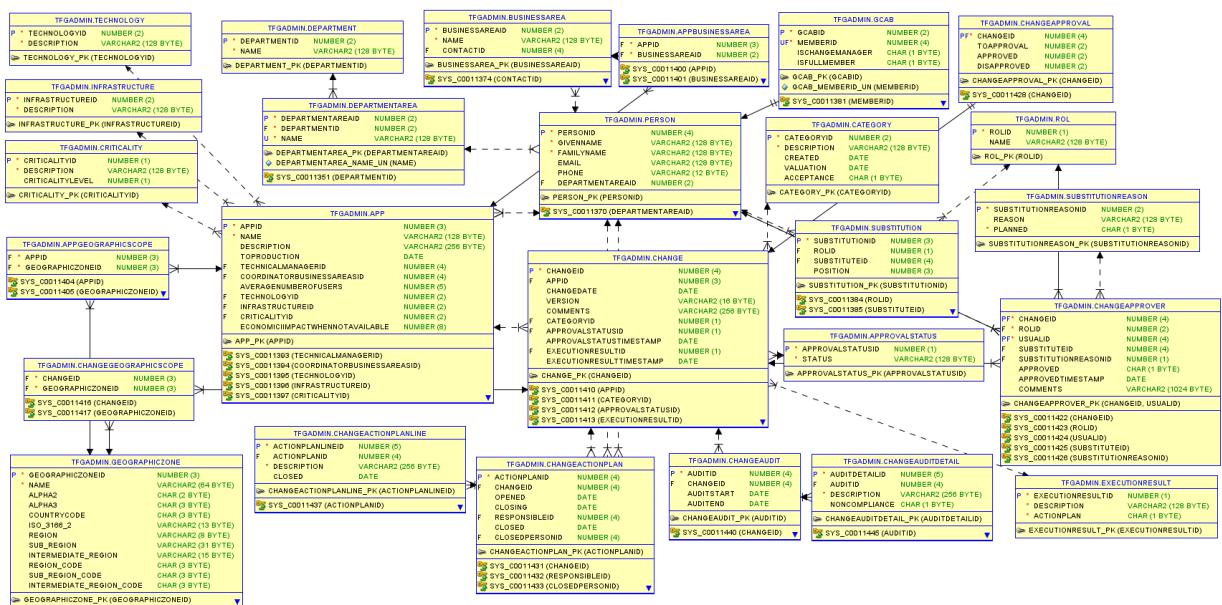 TFGADMIN.TECHNOLOGY
P * TECHNOLOGYID NUMBER (2)
* DESCRIPTION VARCHAR2 (128 BYTE)
TECHNOLOGY_PK (TECHNOLOGYID)
TFGADMIN.DEPARTMENT
P * DEPARTMENTID NUMBER (2)
* NAME VARCHAR2 (128 BYTE)
DEPARTMENT_PK (DEPARTMENTID)
TFGADMIN.BUSINESSAREA
P * BUSINESSAREAID NUMBER (2)
* NAME VARCHAR2 (128 BYTE)
F CONTACTID NUMBER (4)
BUSINESSAREA_PK (BUSINESSAREAID)
SYS_C0011374 (CONTACTID)
TFGADMIN.APPBUSINESSAREA
F * APPID NUMBER (3)
F * BUSINESSAREAID NUMBER (2)
SYS_C0011400 (APPID)
SYS_C0011401 (BUSINESSAREAID)
TFGADMIN.GCAB
P * GCABID NUMBER (2)
UF* MEMBERID NUMBER (4)
ISCHANGEMANAGER CHAR (1 BYTE)
ISFULLMEMBER CHAR (1 BYTE)
GCAB_PK (GCABID)
GCAB_MEMBERID_UN (MEMBERID)
SYS_C0011381 (MEMBERID)
TFGADMIN.CHANGEAPPROVAL
PF* CHANGEID NUMBER (4)
TOAPPROVAL NUMBER (2)
APPROVED NUMBER (2)
DISAPPROVED NUMBER (2)
CHANGEAPPROVAL_PK (CHANGEID)
SYS_C0011428 (CHANGEID)
TFGADMIN.INFRASTRUCTURE
P * INFRASTRUCTUREID NUMBER (2)
* DESCRIPTION VARCHAR2 (128 BYTE)
INFRASTRUCTURE_PK (INFRASTRUCTUREID)
TFGADMIN.DEPARTMENTAREA
P * DEPARTMENTAREAID NUMBER (2)
F * DEPARTMENTID NUMBER (2)
U * NAME VARCHAR2 (128 BYTE)
DEPARTMENTAREA_PK (DEPARTMENTAREAID)
DEPARTMENTAREA_NAME_UN (NAME)
SYS_C0011351 (DEPARTMENTID)
TFGADMIN.PERSON
P * PERSONID NUMBER (4)
* GIVENNAME VARCHAR2 (128 BYTE)
* FAMILYNAME VARCHAR2 (128 BYTE)
EMAIL VARCHAR2 (128 BYTE)
PHONE VARCHAR2 (12 BYTE)
F DEPARTMENTAREAID NUMBER (2)
PERSON_PK (PERSONID)
SYS_C0011370 (DEPARTMENTAREAID)
TFGADMIN.CATEGORY
P * CATEGORYID NUMBER (2)
* DESCRIPTION VARCHAR2 (128 BYTE)
CREATED DATE
VALUATION DATE
ACCEPTANCE CHAR (1 BYTE)
CATEGORY_PK (CATEGORYID)
TFGADMIN.ROL
P * ROLID NUMBER (1)
NAME VARCHAR2 (128 BYTE)
ROL_PK (ROLID)
TFGADMIN.CRITICALITY
P * CRITICALITYID NUMBER (1)
* DESCRIPTION VARCHAR2 (128 BYTE)
CRITICALITYLEVEL NUMBER (1)
CRITICALITY_PK (CRITICALITYID)
TFGADMIN.SUBSTITUTIONREASON
P * SUBSTITUTIONREASONID NUMBER (2)
REASON VARCHAR2 (128 BYTE)
* PLANNED CHAR (1 BYTE)
SUBSTITUTIONREASON_PK (SUBSTITUTIONREASONID)
TFGADMIN.APP
P * APPID NUMBER (3)
* NAME VARCHAR2 (128 BYTE)
DESCRIPTION VARCHAR2 (256 BYTE)
TOPRODUCTION DATE
F TECHNICALMANAGERID NUMBER (4)
F COORDINATORBUSINESSAREASID NUMBER (4)
AVERAGENUMBEROFUSERS NUMBER (5)
F TECHNOLOGYID NUMBER (2)
F INFRASTRUCTUREID NUMBER (2)
F CRITICALITYID NUMBER (2)
ECONOMICIIMPACTWHENNOTAVAILABLE NUMBER (8)
APP_PK (APPID)
SYS_C0011393 (TECHNICALMANAGERID)
SYS_C0011394 (COORDINATORBUSINESSAREASID)
SYS_C0011395 (TECHNOLOGYID)
SYS_C0011396 (INFRASTRUCTUREID)
SYS_C0011397 (CRITICALITYID)
TFGADMIN.SUBSTITUTION
P * SUBSTITUTIONID NUMBER (3)
F ROLID NUMBER (1)
F SUBSTITUTEID NUMBER (4)
POSITION NUMBER (3)
SUBSTITUTION_PK (SUBSTITUTIONID)
SYS_C0011384 (ROLID)
SYS_C0011385 (SUBSTITUTEID)
TFGADMIN.APPGEOGRAPHICSCOPE
F * APPID NUMBER (3)
F * GEOGRAPHICZONEID NUMBER (3)
SYS_C0011404 (APPID)
SYS_C0011405 (GEOGRAPHICZONEID)
TFGADMIN.CHANGE
P * CHANGEID NUMBER (4)
F APPID NUMBER (3)
CHANGEDATE DATE
VERSION VARCHAR2 (16 BYTE)
COMMENTS VARCHAR2 (256 BYTE)
F CATEGORYID NUMBER (1)
F APPROVALSTATUSID NUMBER (1)
APPROVALSTATUSTIMESTAMP DATE
F EXECUTIONRESULTID NUMBER (1)
EXECUTIONRESULTTIMESTAMP DATE
CHANGE_PK (CHANGEID)
SYS_C0011410 (APPID)
SYS_C0011411 (CATEGORYID)
SYS_C0011412 (APPROVALSTATUSID)
SYS_C0011413 (EXECUTIONRESULTID)
TFGADMIN.CHANGEAPPROVER
PF* CHANGEID NUMBER (4)
F * ROLID NUMBER (2)
PF* USUALID NUMBER (4)
F SUBSTITUTEID NUMBER (4)
F SUBSTITUTIONREASONID NUMBER (1)
APPROVED CHAR (1 BYTE)
APPROVEDTIMESTAMP DATE
COMMENTS VARCHAR2 (1024 BYTE)
CHANGEAPPROVER_PK (CHANGEID, USUALID)
SYS_C0011422 (CHANGEID)
SYS_C0011423 (ROLID)
SYS_C0011424 (USUALID)
SYS_C0011425 (SUBSTITUTEID)
SYS_C0011426 (SUBSTITUTIONREASONID)
TFGADMIN.APPROVALSTATUS
P * APPROVALSTATUSID NUMBER (1)
* STATUS VARCHAR2 (128 BYTE)
APPROVALSTATUS_PK (APPROVALSTATUSID)
TFGADMIN.CHANGEGEOGRAPHICSCOPE
F * CHANGEID NUMBER (3)
F * GEOGRAPHICZONEID NUMBER (3)
SYS_C0011416 (CHANGEID)
SYS_C0011417 (GEOGRAPHICZONEID)
TFGADMIN.CHANGEACTIONPLANLINE
P * ACTIONPLANLINEID NUMBER (5)
F * ACTIONPLANID NUMBER (4)
* DESCRIPTION VARCHAR2 (256 BYTE)
CLOSED DATE
CHANGEACTIONPLANLINE_PK (ACTIONPLANLINEID)
SYS_C0011437 (ACTIONPLANID)
TFGADMIN.GEOGRAPHICZONE
P * GEOGRAPHICZONEID NUMBER (3)
* NAME VARCHAR2 (64 BYTE)
ALPHA2 CHAR (2 BYTE)
ALPHA3 CHAR (3 BYTE)
COUNTRYCODE CHAR (3 BYTE)
ISO_3166_2 VARCHAR2 (13 BYTE)
REGION VARCHAR2 (8 BYTE)
SUB_REGION VARCHAR2 (31 BYTE)
INTERMEDIATE_REGION VARCHAR2 (15 BYTE)
REGION_CODE CHAR (3 BYTE)
SUB_REGION_CODE CHAR (3 BYTE)
INTERMEDIATE_REGION_CODE CHAR (3 BYTE)
GEOGRAPHICZONE_PK (GEOGRAPHICZONEID)
TFGADMIN.CHANGEACTIONPLAN
P * ACTIONPLANID NUMBER (4)
F CHANGEID NUMBER (4)
OPENED DATE
CLOSING DATE
F RESPONSIBLEID NUMBER (4)
CLOSED DATE
F CLOSEDPERSONID NUMBER (4)
CHANGEACTIONPLAN_PK (ACTIONPLANID)
SYS_C0011431 (CHANGEID)
SYS_C0011432 (RESPONSIBLEID)
SYS_C0011433 (CLOSEDPERSONID)
TFGADMIN.CHANGEAUDIT
P * AUDITID NUMBER (4)
F CHANGEID NUMBER (4)
AUDITSTART DATE
AUDITEND DATE
CHANGEAUDIT_PK (AUDITID)
SYS_C0011440 (CHANGEID)
TFGADMIN.CHANGEAUDITDETAIL
P * AUDITDETAILID NUMBER (5)
F * AUDITID NUMBER (4)
* DESCRIPTION VARCHAR2 (256 BYTE)
NONCOMPLIANCE CHAR (1 BYTE)
CHANGEAUDITDETAIL_PK (AUDITDETAILID)
SYS_C0011445 (AUDITID)
TFGADMIN.EXECUTIONRESULT
P * EXECUTIONRESULTID NUMBER (1)
* DESCRIPTION VARCHAR2 (128 BYTE)
* ACTIONPLAN CHAR (1 BYTE)
EXECUTIONRESULT_PK (EXECUTIONRESULTID)